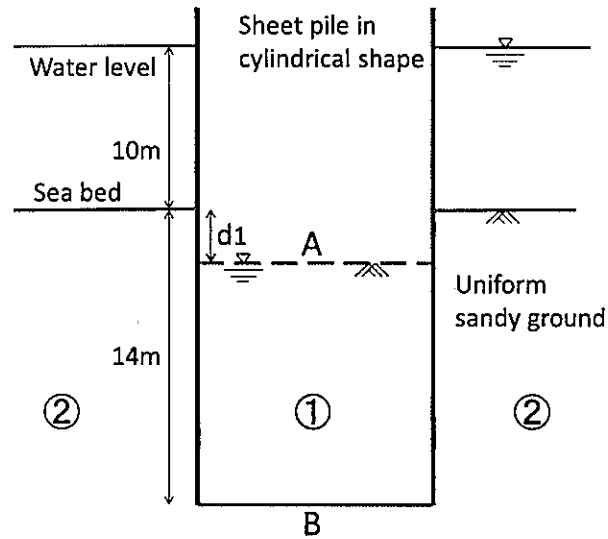 Sheet pile in
cylindrical shape
Water level
10m
Sea bed
d1
A
Uniform
sandy ground
14m
②
①
②
B